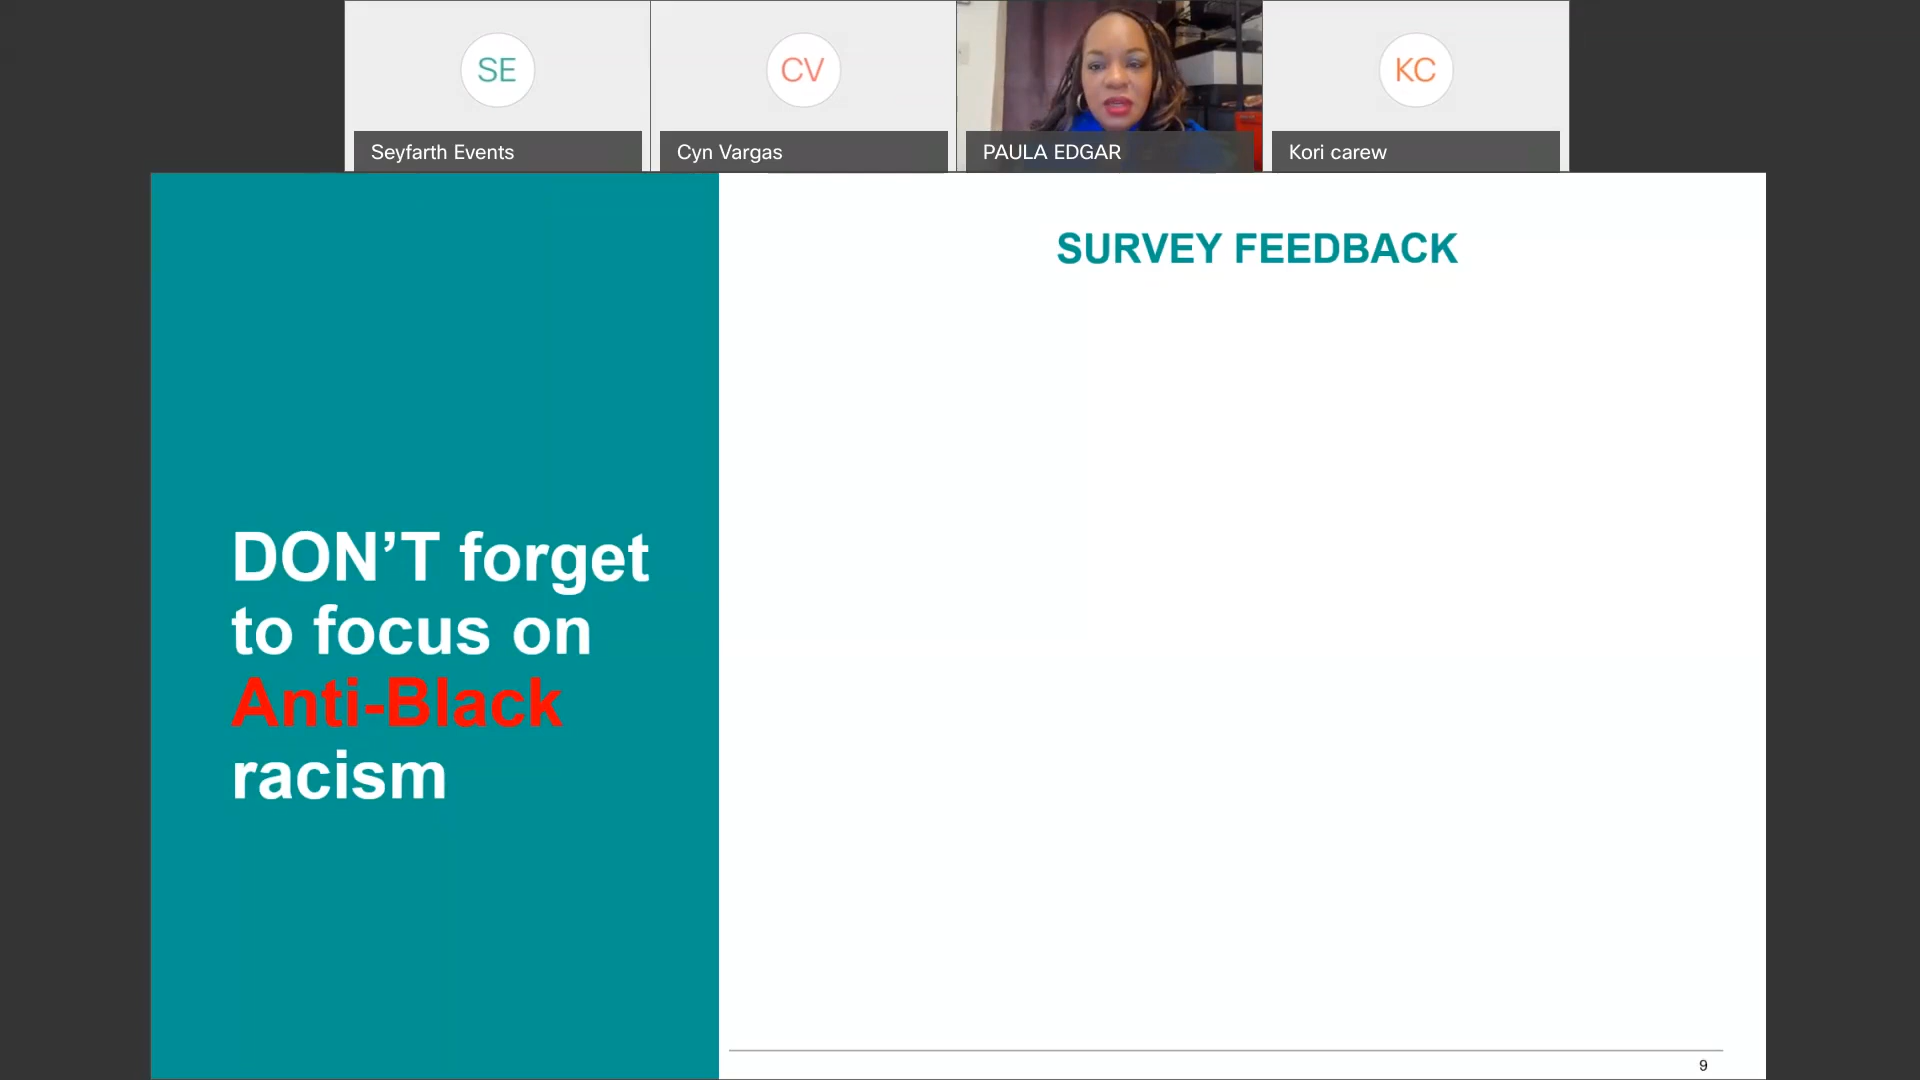 SE
CV
KC
Seyfarth Events
Cyn Vargas
PAULA EDGAR
Kori carew
SURVEY FEEDBACK
DON’T forget
to focus on
Anti-Black
racism
9